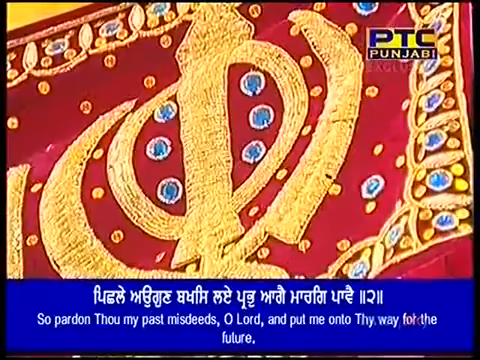 PTC
PUNJABI
EXCLUSIVE
ਪਿਛਲੇ ਅਉਗੁਣ ਬਖਸਿ ਲਏ ਪ੍ਰਭੁ ਆਗੈ ਮਾਰਗਿ ਪਾਵੈ ॥੨॥
So pardon Thou my past misdeeds, O Lord, and put me onto Thy way for the
future.